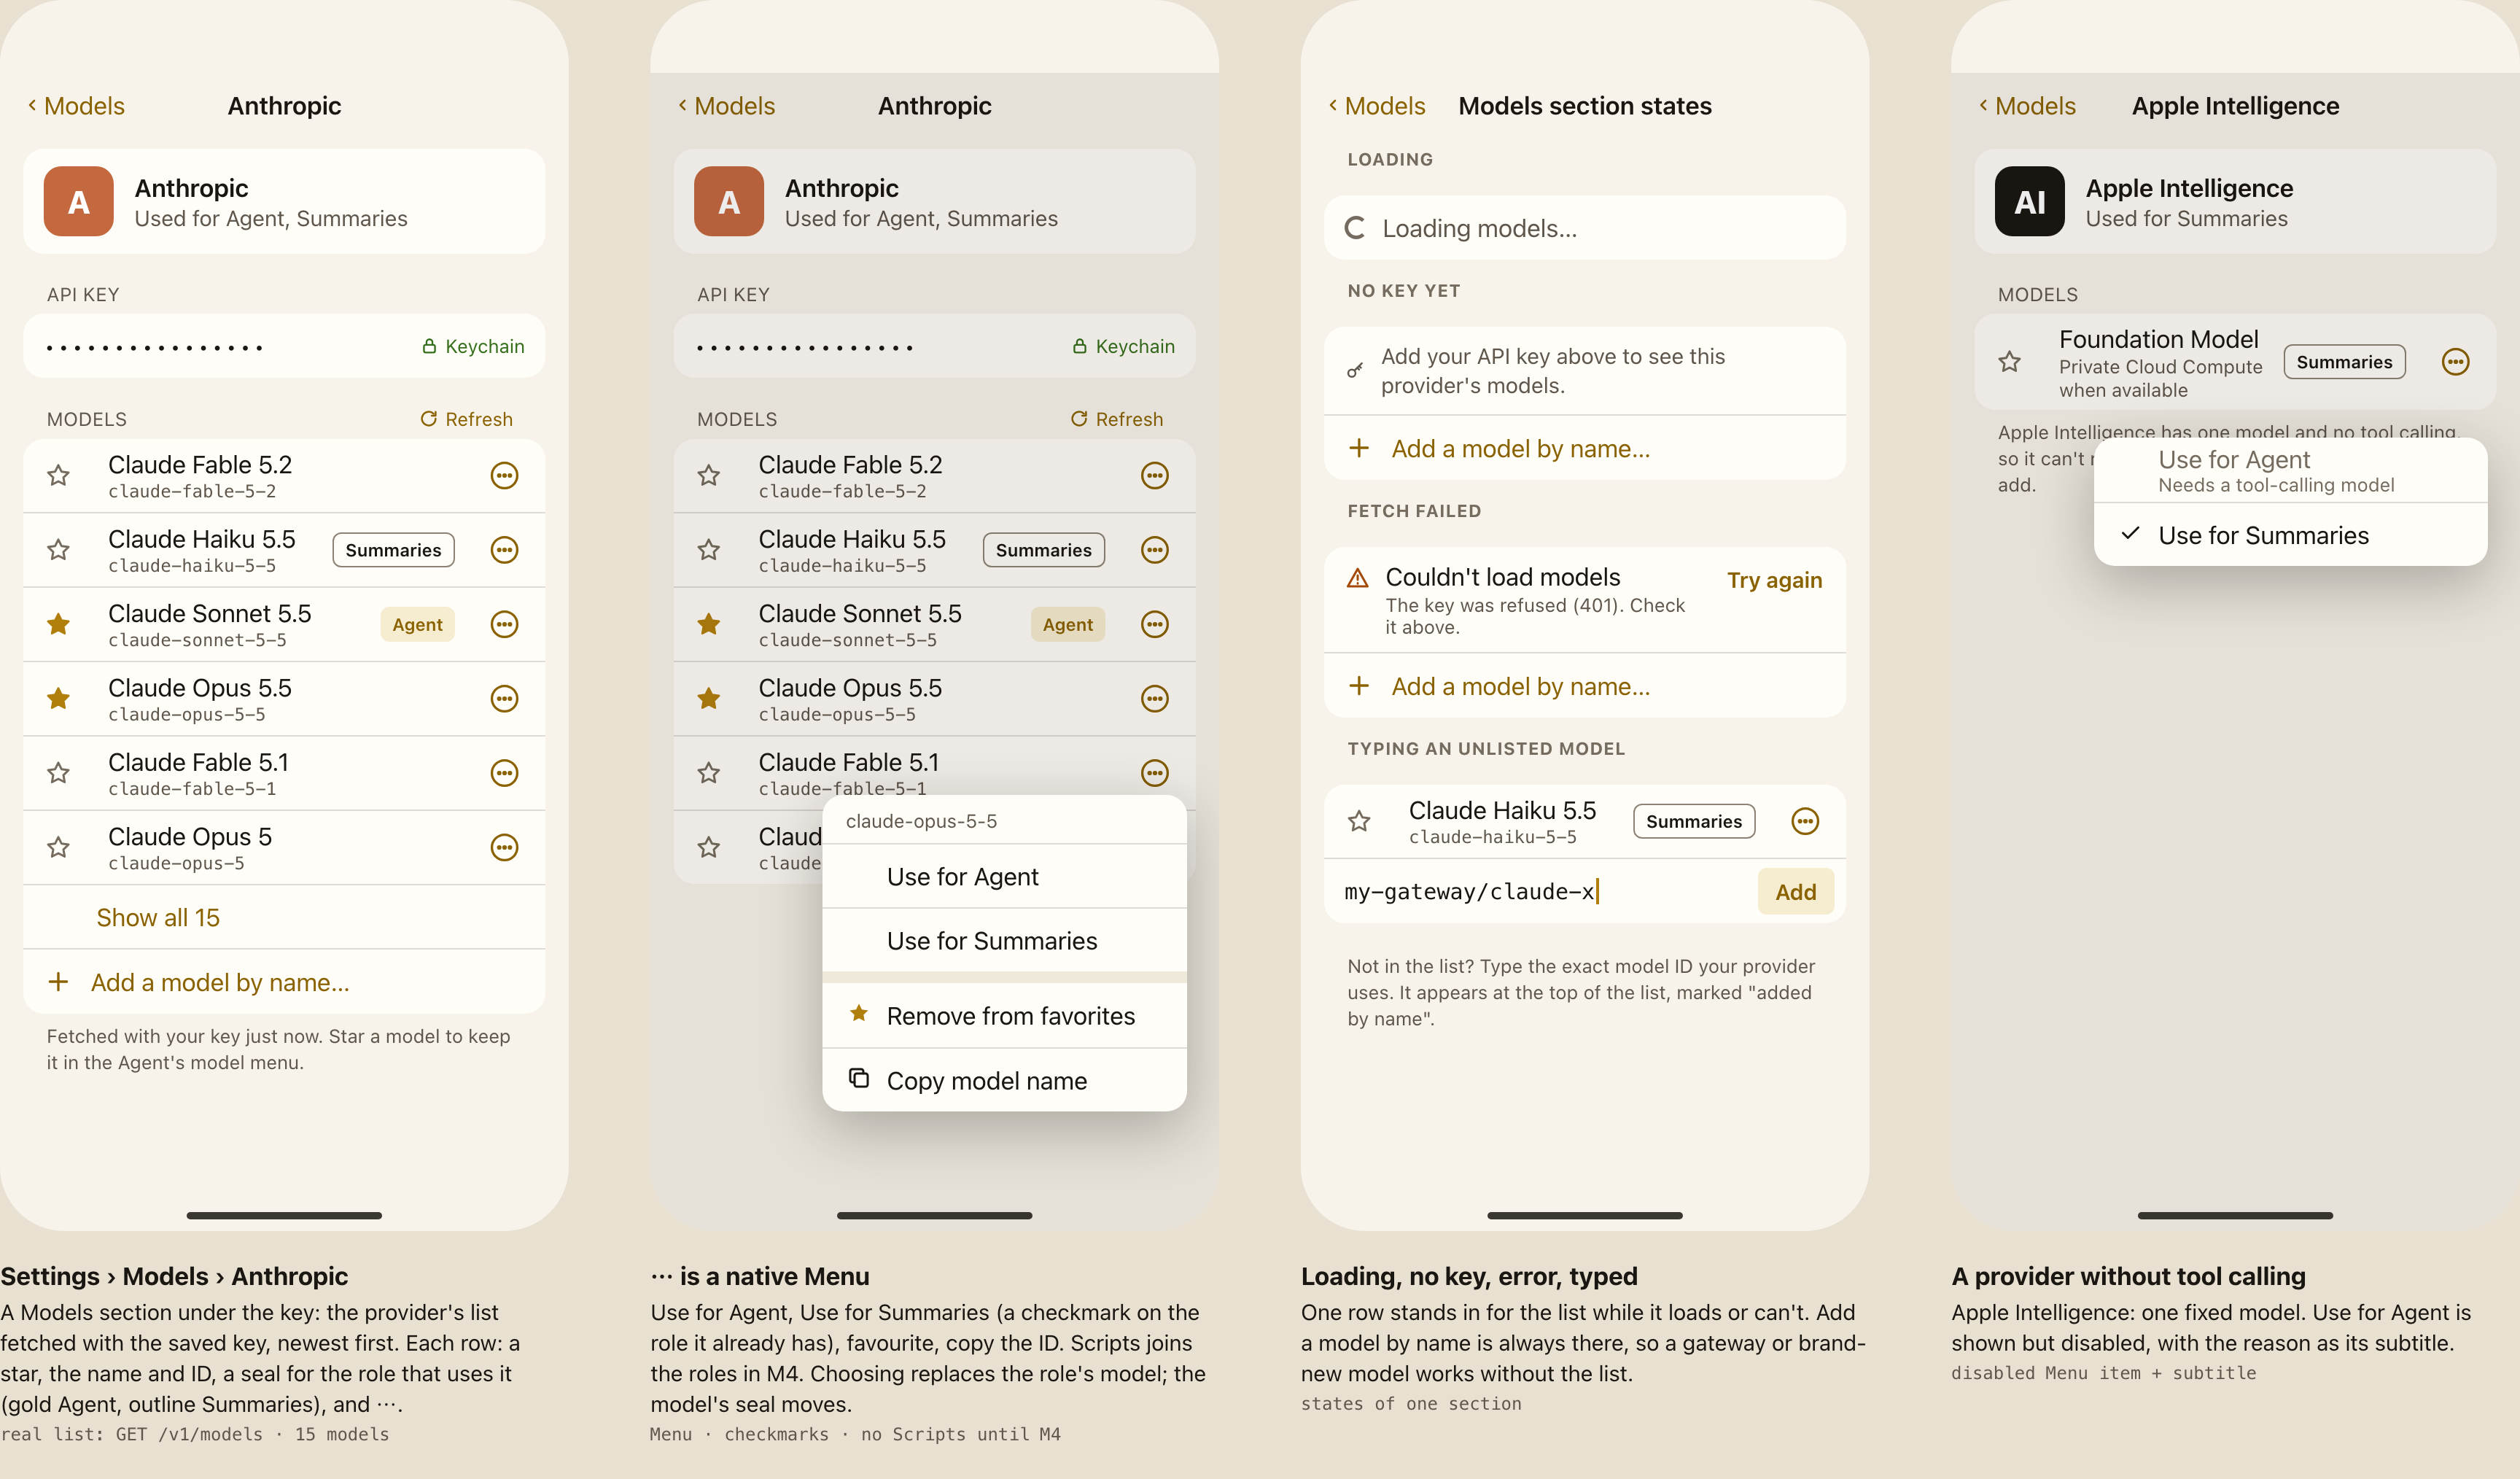 Models
Anthropic
A
Anthropic
Used for Agent, Summaries
API KEY
Keychain
MODELS
Refresh
Claude Fable 5.2
claude-fable-5-2
Claude Haiku 5.5
claude-haiku-5-5
Summaries
Claude Sonnet 5.5
claude-sonnet-5-5
Agent
Claude Opus 5.5
claude-opus-5-5
Claude Fable 5.1
claude-fable-5-1
Claude Opus 5
claude-opus-5
Show all 15
Add a model by name...
Fetched with your key just now. Star a model to keep
it in the Agent's model menu.
Settings › Models › Anthropic
A Models section under the key: the provider's list
fetched with the saved key, newest first. Each row: a
star, the name and ID, a seal for the role that uses it
(gold Agent, outline Summaries), and ···.
real list: GET /v1/models · 15 models
Models
Anthropic
A
Anthropic
Used for Agent, Summaries
API KEY
Keychain
MODELS
Refresh
Claude Fable 5.2
claude-fable-5-2
Claude Haiku 5.5
claude-haiku-5-5
Summaries
Claude Sonnet 5.5
claude-sonnet-5-5
Agent
Claude Opus 5.5
claude-opus-5-5
Claude Fable 5.1
claude-fable-5-1
Claud
claude
claude-opus-5-5
Use for Agent
Use for Summaries
Remove from favorites
Copy model name
··· is a native Menu
Use for Agent, Use for Summaries (a checkmark on the
role it already has), favourite, copy the ID. Scripts joins
the roles in M4. Choosing replaces the role's model; the
model's seal moves.
Menu · checkmarks · no Scripts until M4
Models
Models section states
LOADING
Loading models...
NO KEY YET
Add your API key above to see this
provider's models.
Add a model by name...
FETCH FAILED
Couldn't load models
The key was refused (401). Check
it above.
Try again
Add a model by name...
TYPING AN UNLISTED MODEL
Claude Haiku 5.5
claude-haiku-5-5
Summaries
my-gateway/claude-x
Add
Not in the list? Type the exact model ID your provider
uses. It appears at the top of the list, marked "added
by name".
Loading, no key, error, typed
One row stands in for the list while it loads or can't. Add
a model by name is always there, so a gateway or brand-
new model works without the list.
states of one section
Models
Apple Intelligence
AI
Apple Intelligence
Used for Summaries
MODELS
Foundation Model
Private Cloud Compute
when available
Summaries
Apple Intelligence has one model and no tool calling,
so it can't
add.
Use for Agent
Needs a tool-calling model
Use for Summaries
A provider without tool calling
Apple Intelligence: one fixed model. Use for Agent is
shown but disabled, with the reason as its subtitle.
disabled Menu item + subtitle